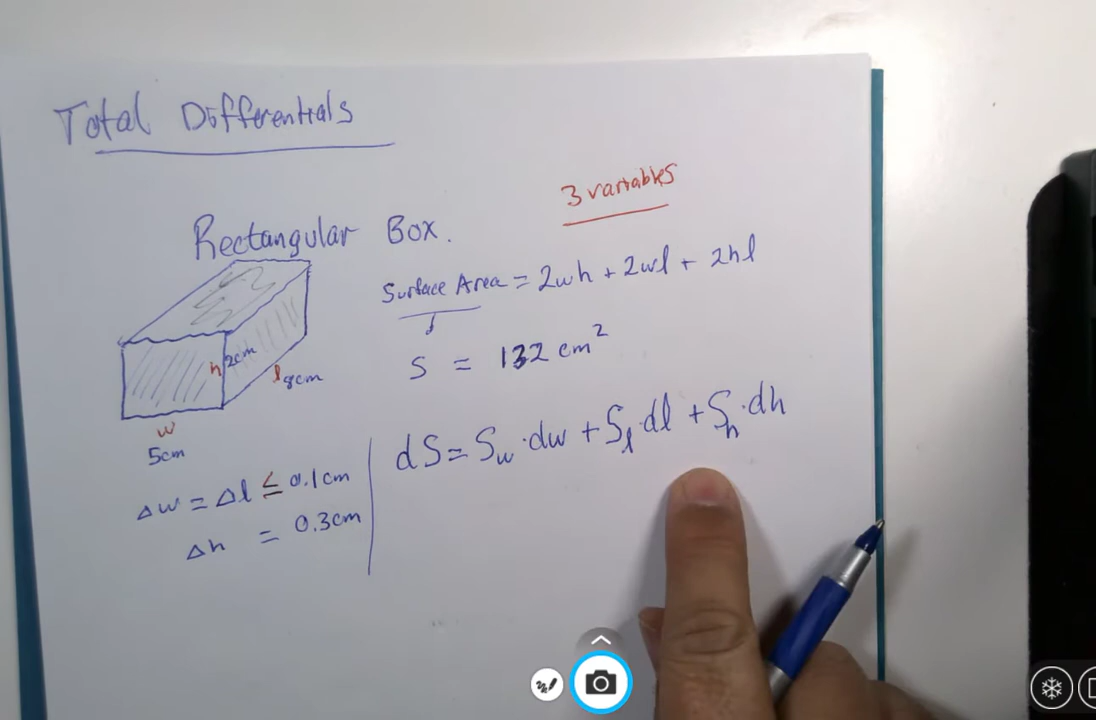 Total Differentials
3 variables
Rectangular Box.
Surface Area = 2wh + 2wl + 2hl
h 2cm
l 8cm
S = 132 cm²
w
5cm
dS = S_w · dw + S_l · dl + S_h · dh
Δw = Δl ≤ 0.1cm
Δh = 0.3cm